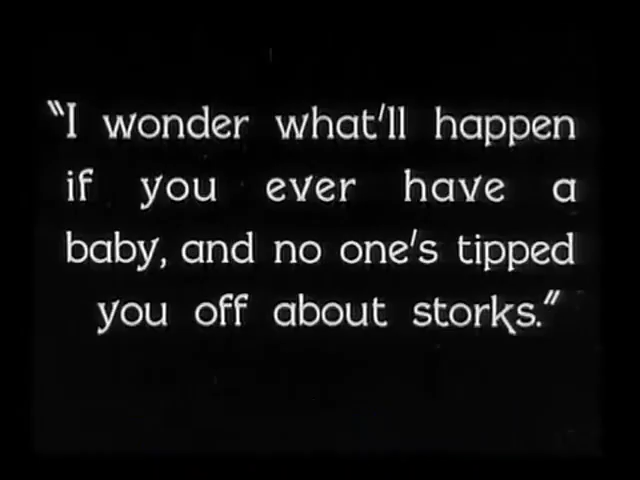 "I wonder what'll happen
if you ever have a
baby, and no one's tipped
you off about storks."